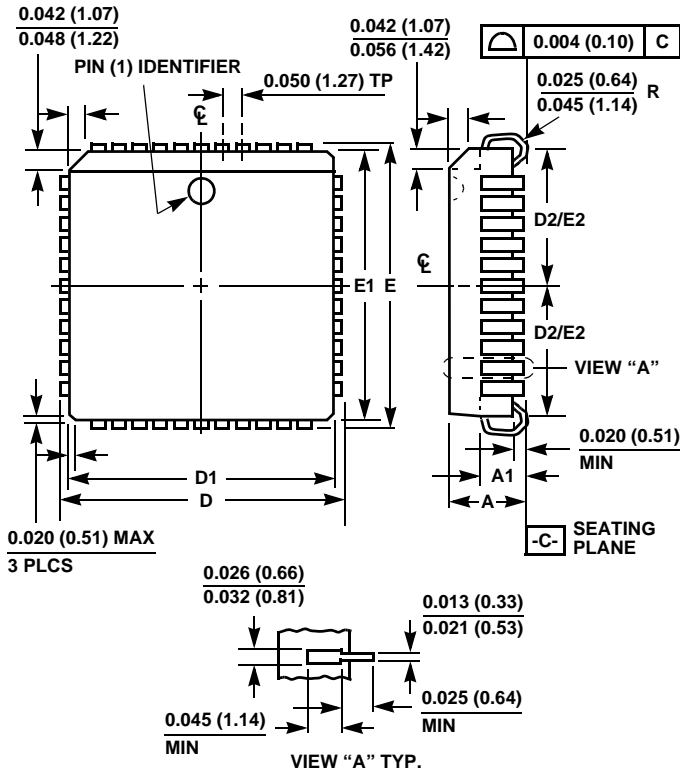 0.042 (1.07)
0.048 (1.22)
PIN (1) IDENTIFIER
0.050 (1.27) TP
℄
0.042 (1.07)
0.056 (1.42)
⌓ 0.004 (0.10) C
0.025 (0.64)
0.045 (1.14)
R
℄
D2/E2
E1
E
D2/E2
VIEW “A”
D1
D
0.020 (0.51) MAX
3 PLCS
0.020 (0.51)
MIN
A1
A
-C-
SEATING
PLANE
0.026 (0.66)
0.032 (0.81)
0.013 (0.33)
0.021 (0.53)
0.025 (0.64)
MIN
0.045 (1.14)
MIN
VIEW “A” TYP.